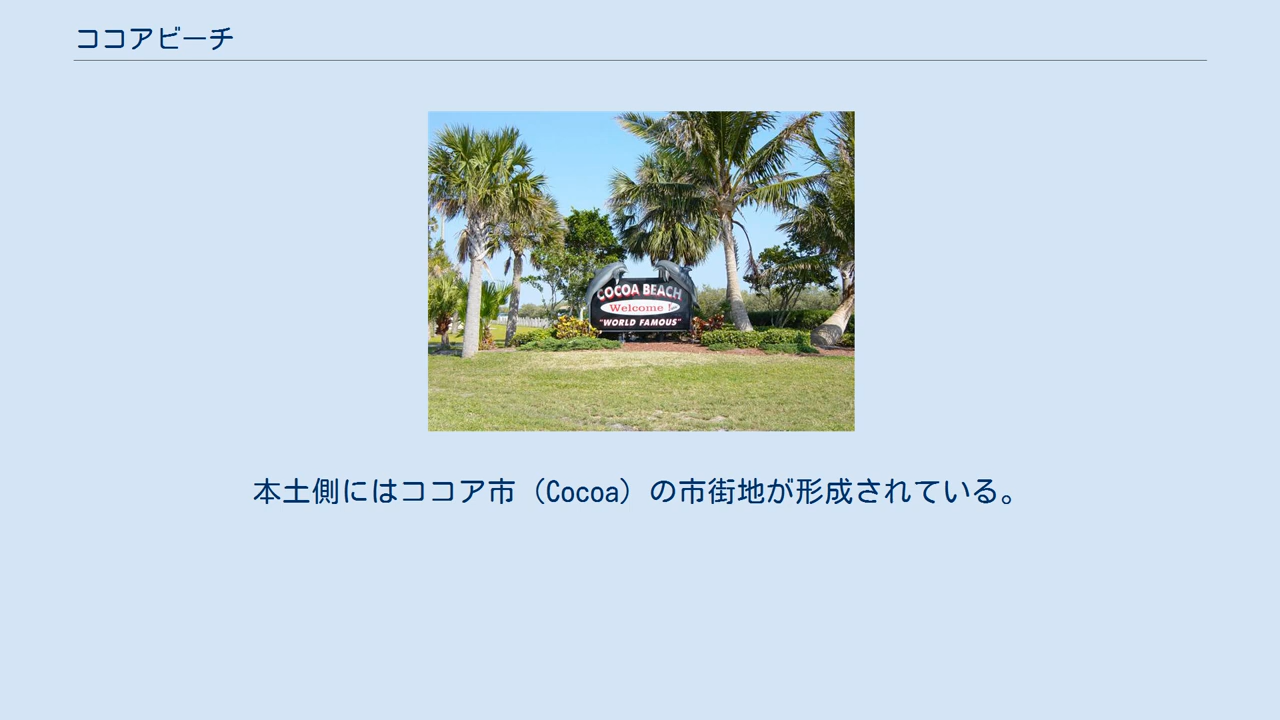 ココアビーチ
COCOA BEACH
Welcome !
"WORLD FAMOUS"
本土側にはココア市（Cocoa）の市街地が形成されている。